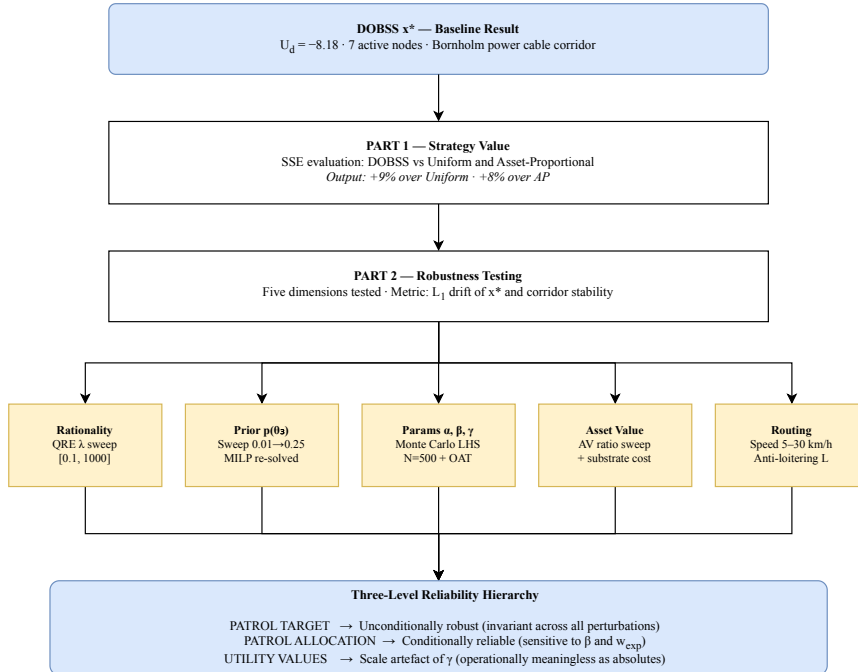 DOBSS x* — Baseline Result
U_d = −8.18 · 7 active nodes · Bornholm power cable corridor
PART 1 — Strategy Value
SSE evaluation: DOBSS vs Uniform and Asset-Proportional
Output: +9% over Uniform · +8% over AP
PART 2 — Robustness Testing
Five dimensions tested · Metric: L_1 drift of x* and corridor stability
Rationality
QRE λ sweep
[0.1, 1000]
Prior p(θ₃)
Sweep 0.01→0.25
MILP re-solved
Params α, β, γ
Monte Carlo LHS
N=500 + OAT
Asset Value
AV ratio sweep
+ substrate cost
Routing
Speed 5–30 km/h
Anti-loitering L
Three-Level Reliability Hierarchy
PATROL TARGET → Unconditionally robust (invariant across all perturbations)
PATROL ALLOCATION → Conditionally reliable (sensitive to β and w_exp)
UTILITY VALUES → Scale artefact of γ (operationally meaningless as absolutes)